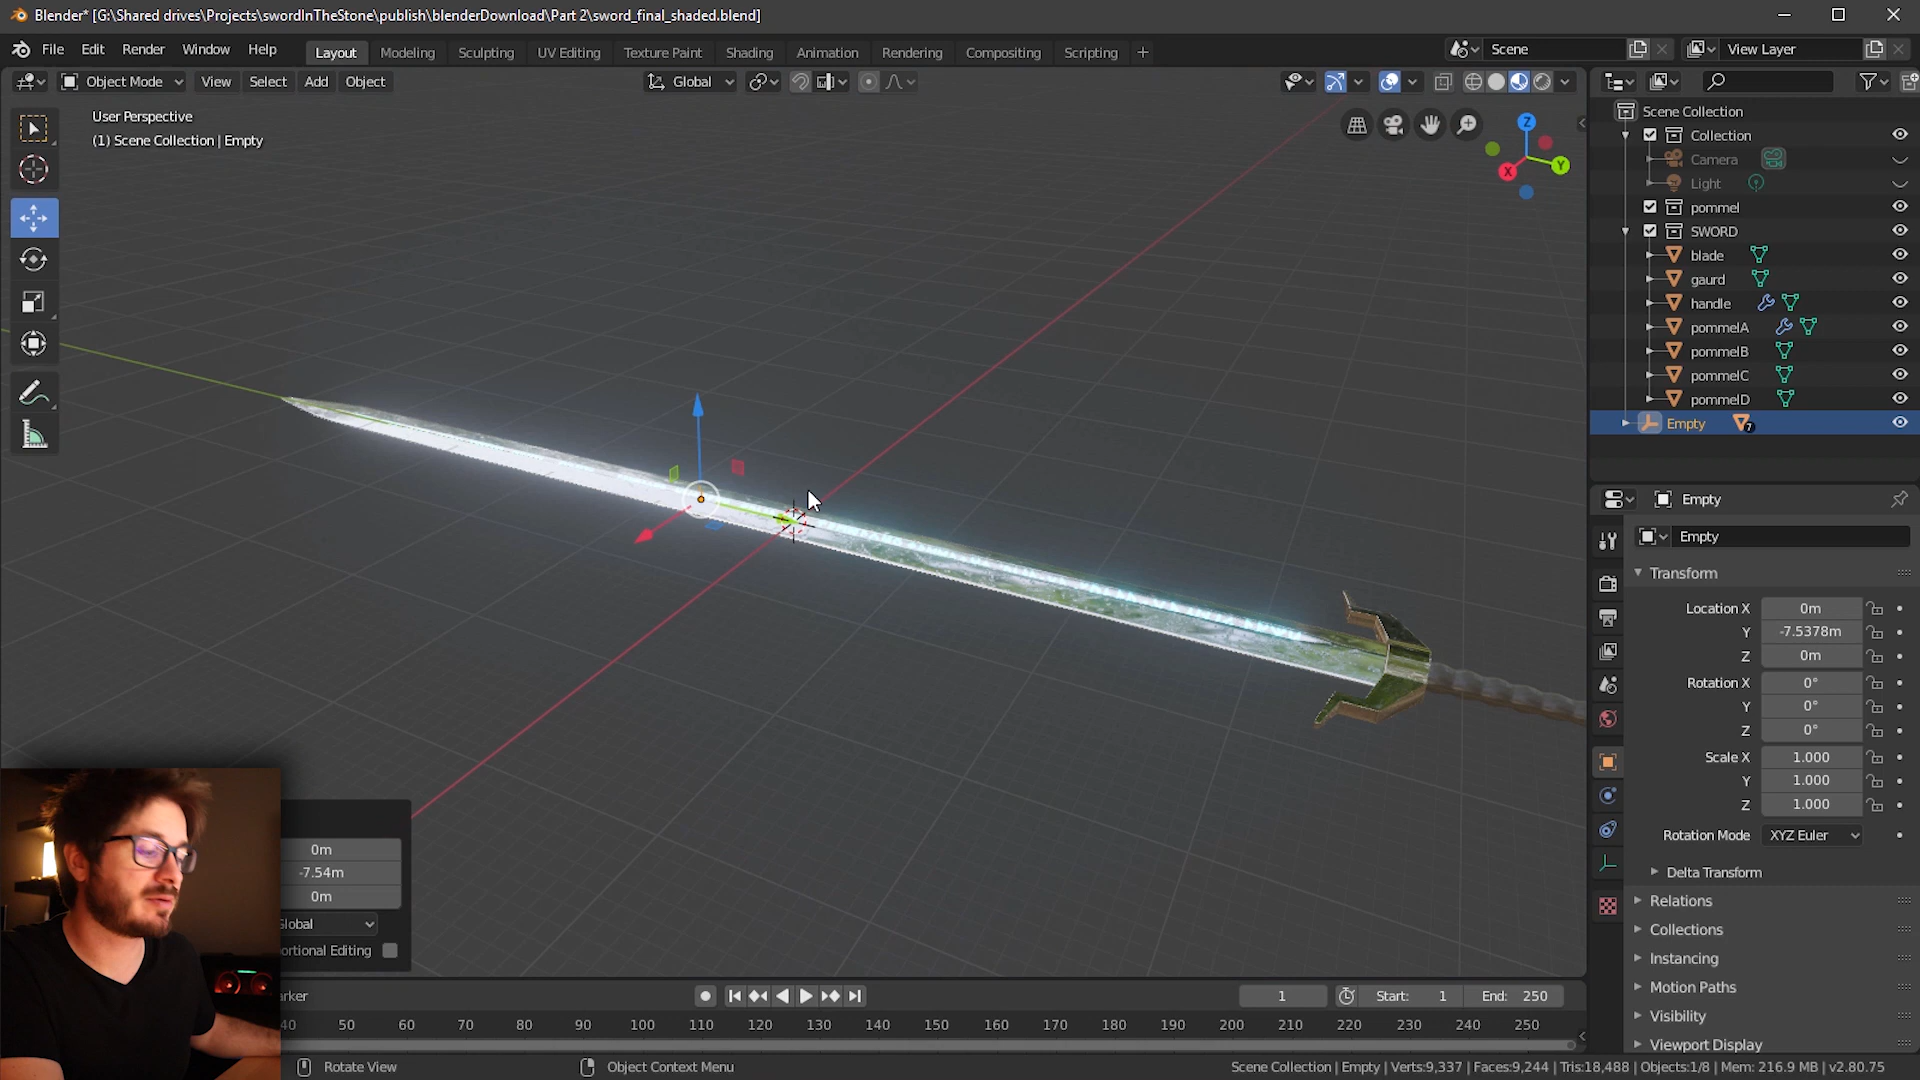 Blender* [G:\Shared drives\Projects\swordInTheStone\publish\blenderDownload\Part 2\sword_final_shaded.blend]
File Edit Render Window Help Layout Modeling Sculpting UV Editing Texture Paint Shading Animation Rendering Compositing Scripting + Scene View Layer
Object Mode View Select Add Object Global
User Perspective
(1) Scene Collection | Empty
Z
Y
X
Scene Collection
Collection
Camera
Light
pommel
SWORD
blade
gaurd
handle
pommelA
pommelB
pommelC
pommelD
Empty 7
Empty
Empty
Transform
Location X 0m
Y -7.5378m
Z 0m
Rotation X 0°
Y 0°
Z 0°
Scale X 1.000
Y 1.000
Z 1.000
Rotation Mode XYZ Euler
Delta Transform
Relations
Collections
Instancing
Motion Paths
Visibility
Viewport Display
0m
-7.54m
0m
Global
ortional Editing
arker 1 Start: 1 End: 250
40 50 60 70 80 90 100 110 120 130 140 150 160 170 180 190 200 210 220 230 240 250
Rotate View Object Context Menu Scene Collection | Empty | Verts:9,337 | Faces:9,244 | Tris:18,488 | Objects:1/8 | Mem: 216.9 MB | v2.80.75